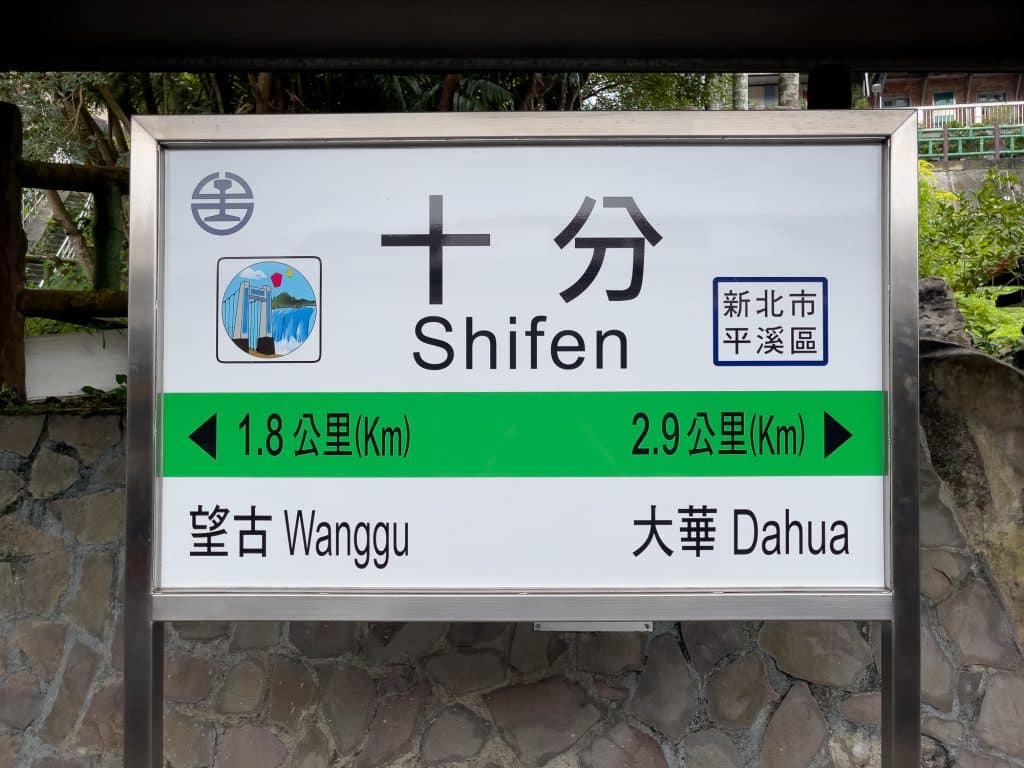 十分
Shifen
新北市
平溪區
1.8公里(Km)
2.9公里(Km)
望古 Wanggu
大華 Dahua